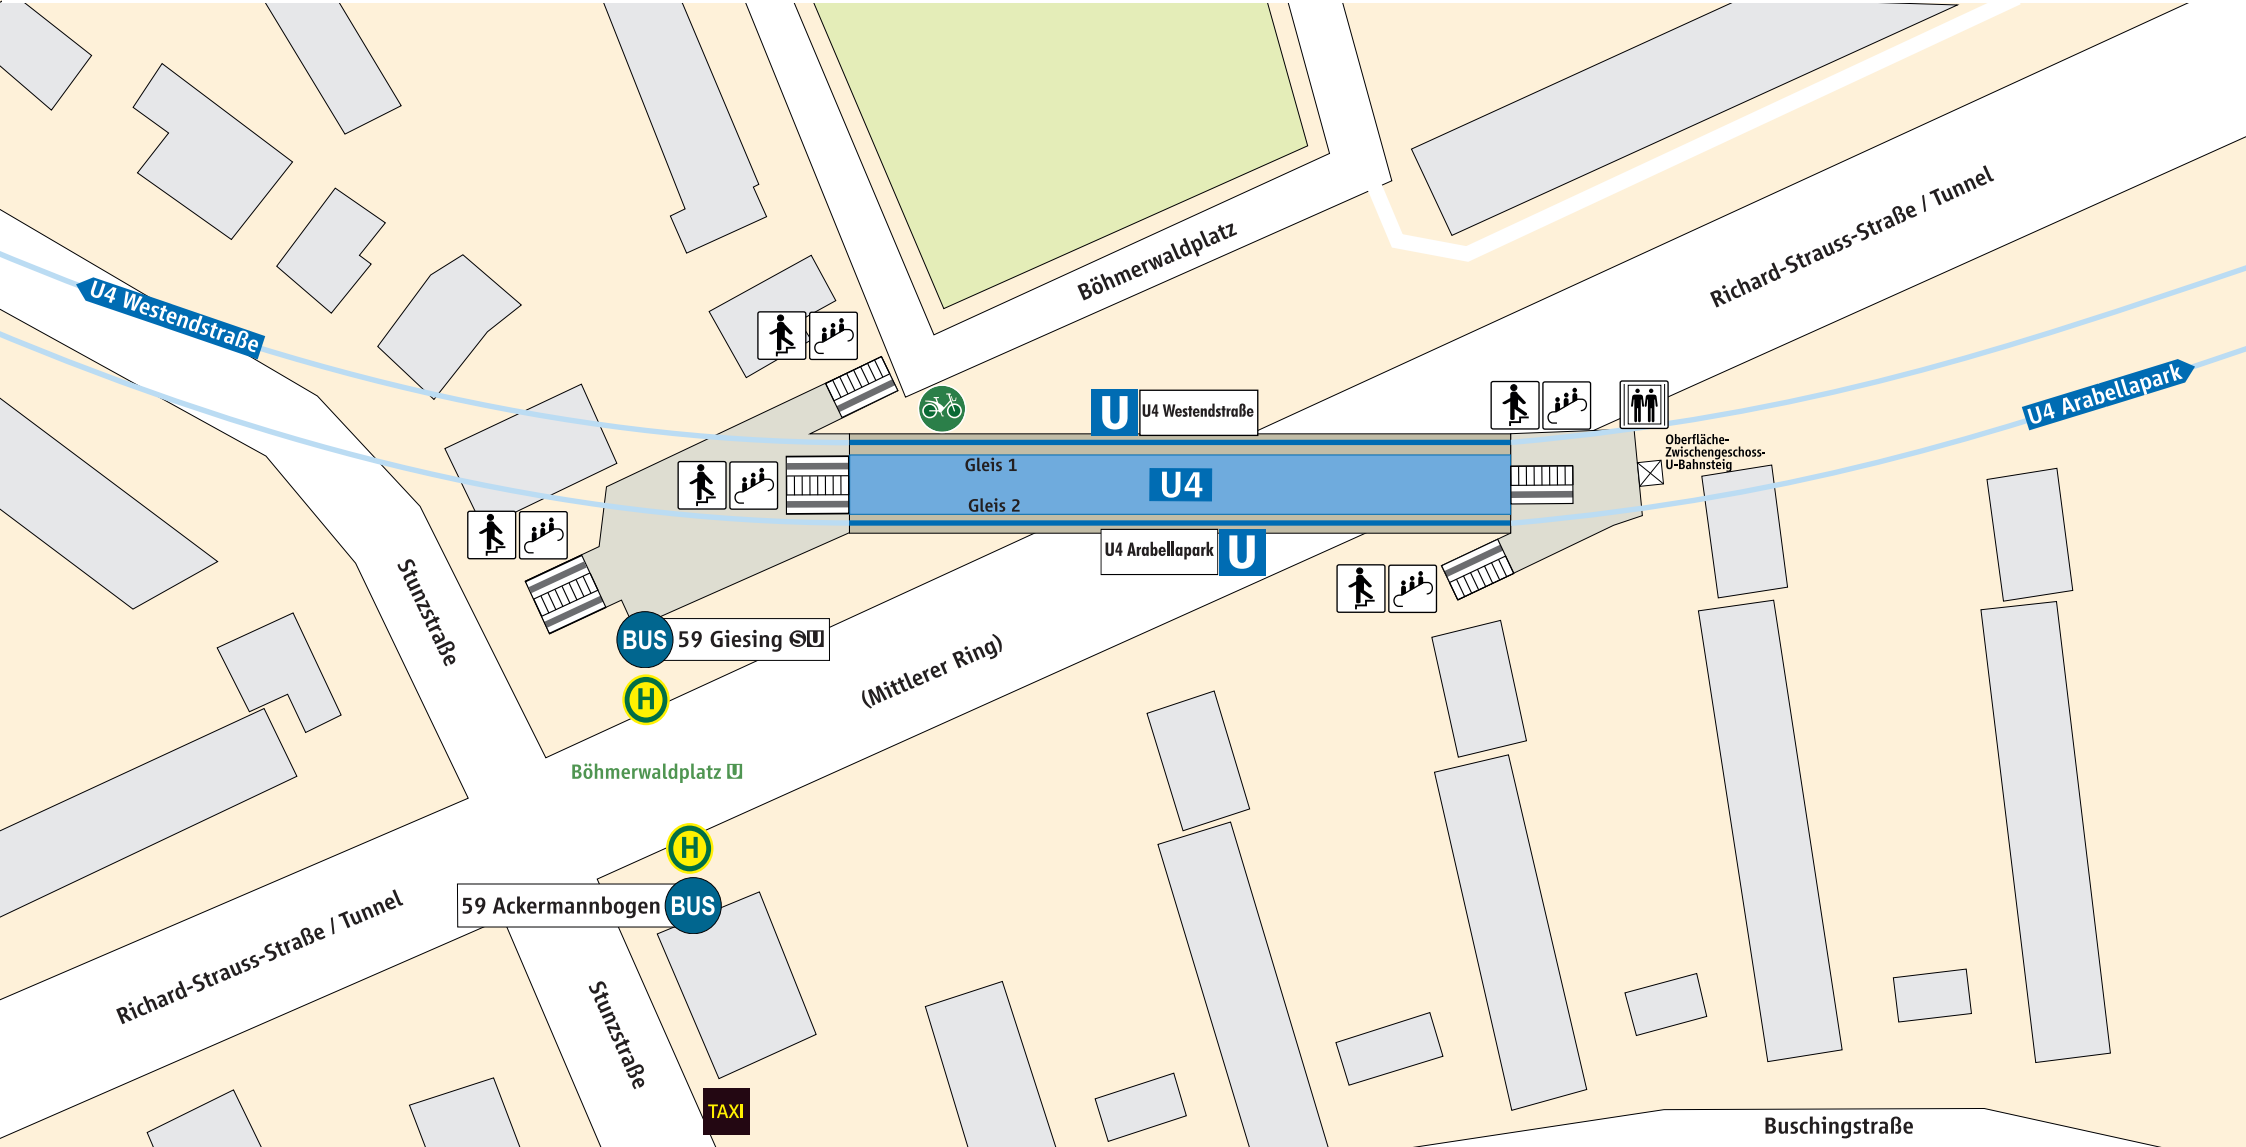 Böhmerwaldplatz
Richard-Strauss-Straße / Tunnel
U4 Westendstraße
U4 Arabellapark
U U4 Westendstraße
Oberfläche-
Zwischengeschoss-
U-Bahnsteig
Gleis 1
U4
Gleis 2
U4 Arabellapark U
Stunzstraße
BUS 59 Giesing S U
(Mittlerer Ring)
H
Böhmerwaldplatz U
H
59 Ackermannbogen BUS
Richard-Strauss-Straße / Tunnel
Stunzstraße
TAXI
Buschingstraße